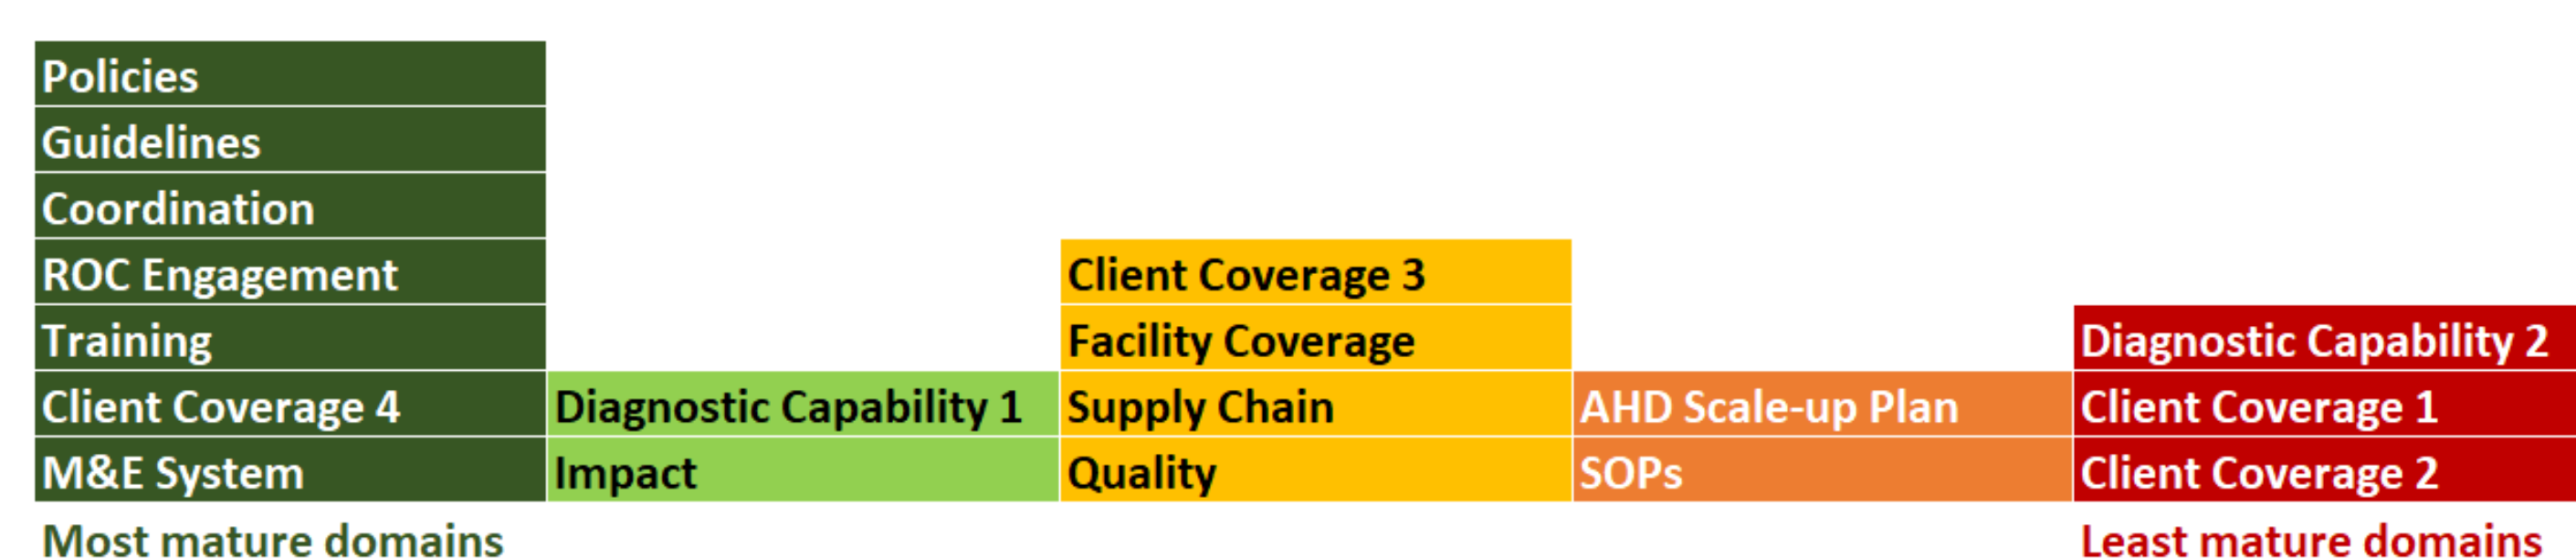 Policies
Guidelines
Coordination
ROC Engagement
Client Coverage 3
Training
Facility Coverage
Diagnostic Capability 2
Client Coverage 4
Diagnostic Capability 1
Supply Chain
AHD Scale-up Plan
Client Coverage 1
M&E System
Impact
Quality
SOPs
Client Coverage 2
Most mature domains
Least mature domains